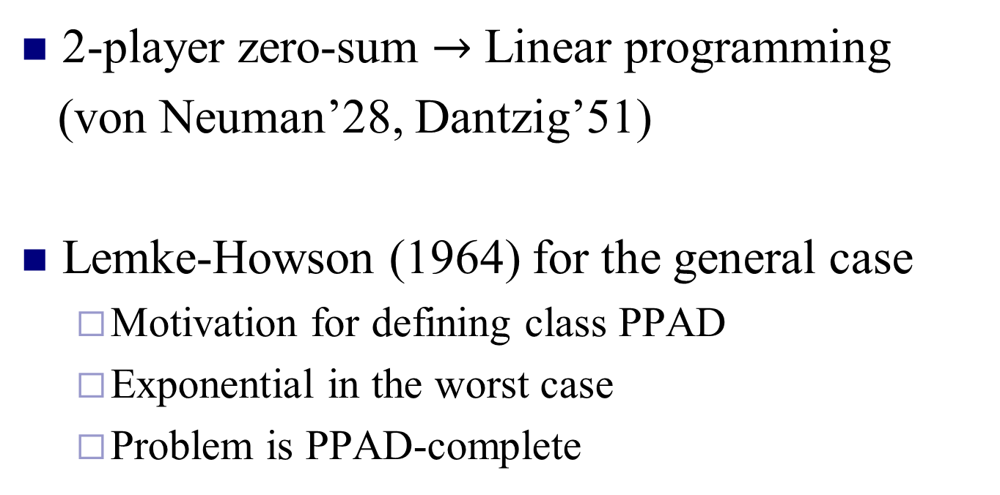 2-player zero-sum → Linear programming
(von Neuman’28, Dantzig’51)
Lemke-Howson (1964) for the general case
Motivation for defining class PPAD
Exponential in the worst case
Problem is PPAD-complete